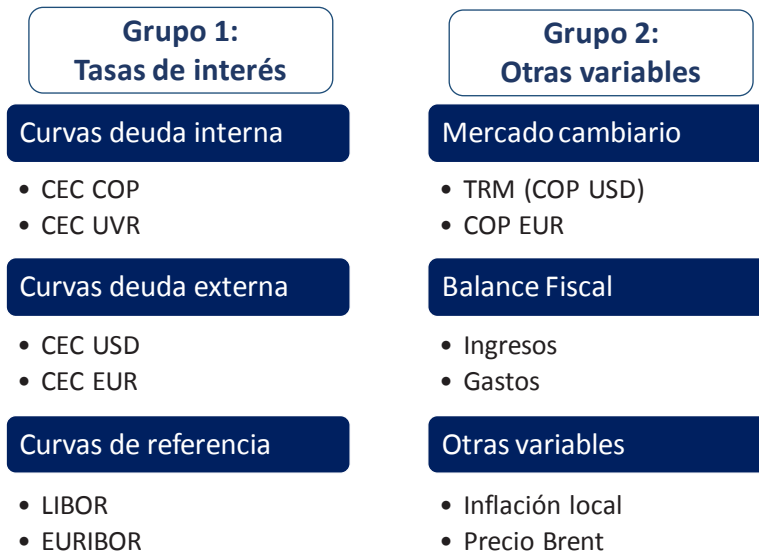 Grupo 1:
Tasas de interés
Curvas deuda interna
• CEC COP
• CEC UVR
Curvas deuda externa
• CEC USD
• CEC EUR
Curvas de referencia
• LIBOR
• EURIBOR
Grupo 2:
Otras variables
Mercado cambiario
• TRM (COP USD)
• COP EUR
Balance Fiscal
• Ingresos
• Gastos
Otras variables
• Inflación local
• Precio Brent